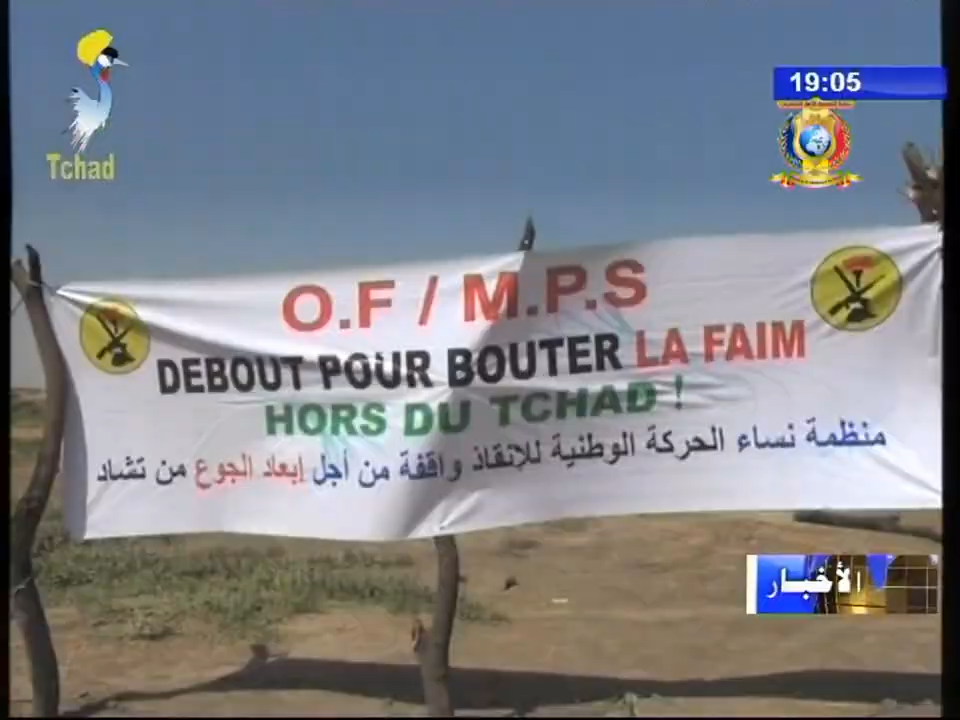 19:05
Tchad
O.F / M.P.S
DEBOUT POUR BOUTER LA FAIM
HORS DU TCHAD !
منظمة نساء الحركة الوطنية للإنقاذ واقفة من أجل إبعاد الجوع من تشاد
الأخبار